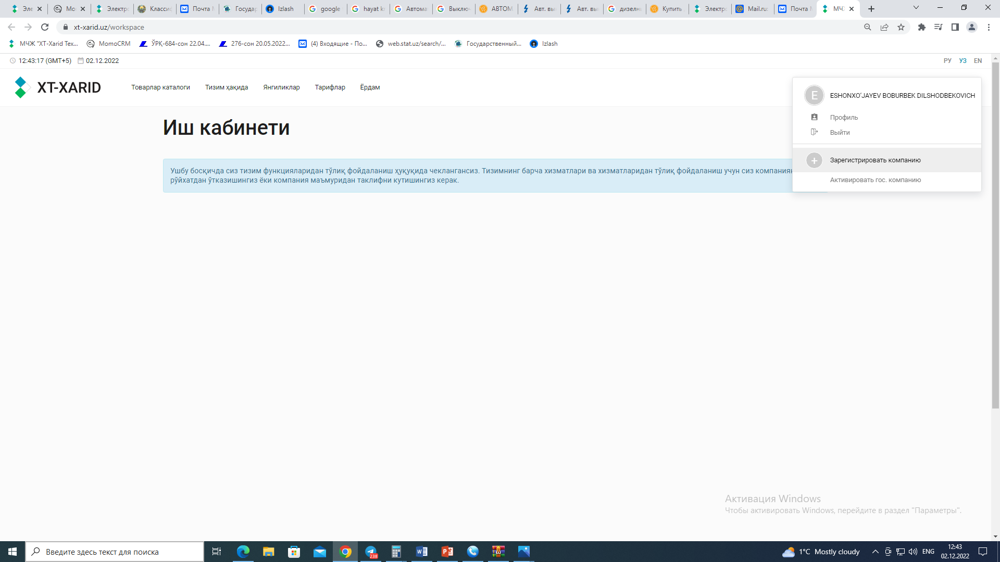 Эле
Mo
Электро
Классис
Почта М
Государ
Izlash
google
hayat k
Автома
Выключ
АВТОМ
Авт. вы
Авт. вы
дизелн
Купить
Электро
Mail.ru:
Почта М
МЧ
xt-xarid.uz/workspace
МЧЖ "XT-Xarid Tex...
MomoCRM
ЎРҚ-684-сон 22.04....
276-сон 20.05.2022...
(4) Входящие - По...
web.stat.uz/search/...
Государственный...
Izlash
12:43:17 (GMT+5) 02.12.2022
РУ УЗ EN
XT-XARID
Товарлар каталоги Тизим ҳақида Янгиликлар Тарифлар Ёрдам
E
ESHONXO‘JAYEV BOBURBEK DILSHODBEKOVICH
Профиль
Выйти
Зарегистрировать компанию
Активировать гос. компанию
Иш кабинети
Ушбу босқичда сиз тизим функцияларидан тўлиқ фойдаланиш ҳуқуқида чеклангансиз. Тизимнинг барча хизматлари ва хизматларидан тўлиқ фойдаланиш учун сиз компания
рўйхатдан ўтказишингиз ёки компания маъмуридан таклифни кутишингиз керак.
Активация Windows
Чтобы активировать Windows, перейдите в раздел "Параметры".
Введите здесь текст для поиска
238
1°C Mostly cloudy
ENG
12:43
02.12.2022